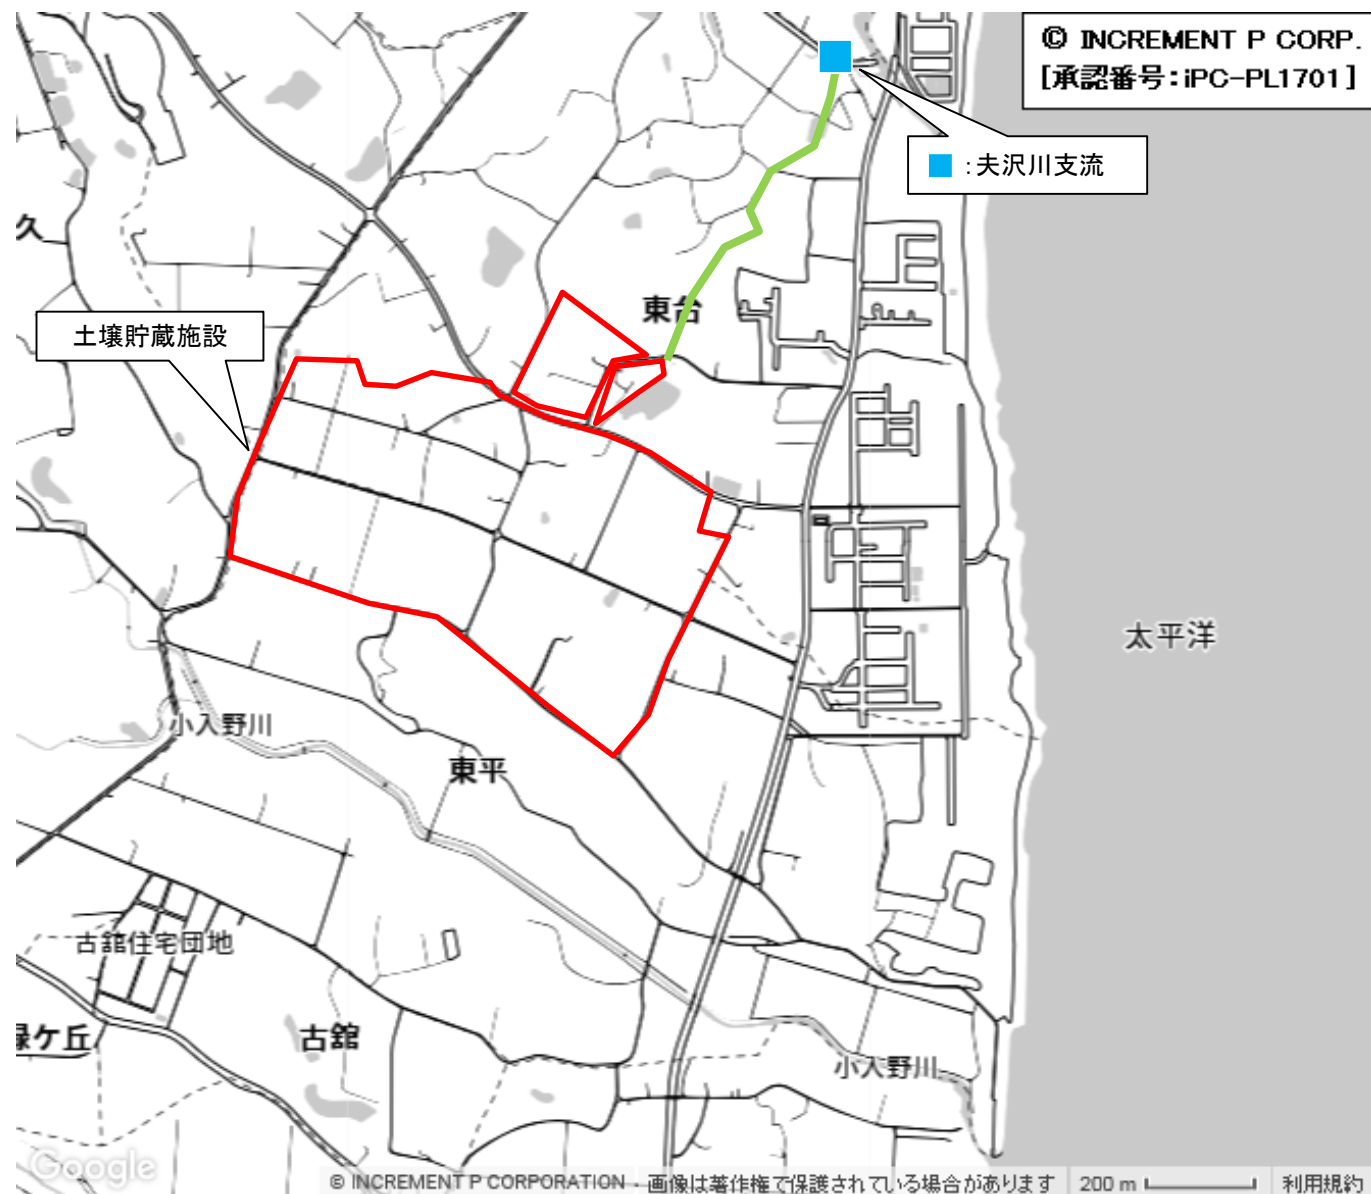 © INCREMENT P CORP.
[承認番号:iPC-PL1701]
:夫沢川支流
久
東台
土壌貯蔵施設
太平洋
小入野川
東平
古舘住宅団地
緑ケ丘
古舘
小入野川
Google
© INCREMENT P CORPORATION - 画像は著作権で保護されている場合があります 200 m 利用規約